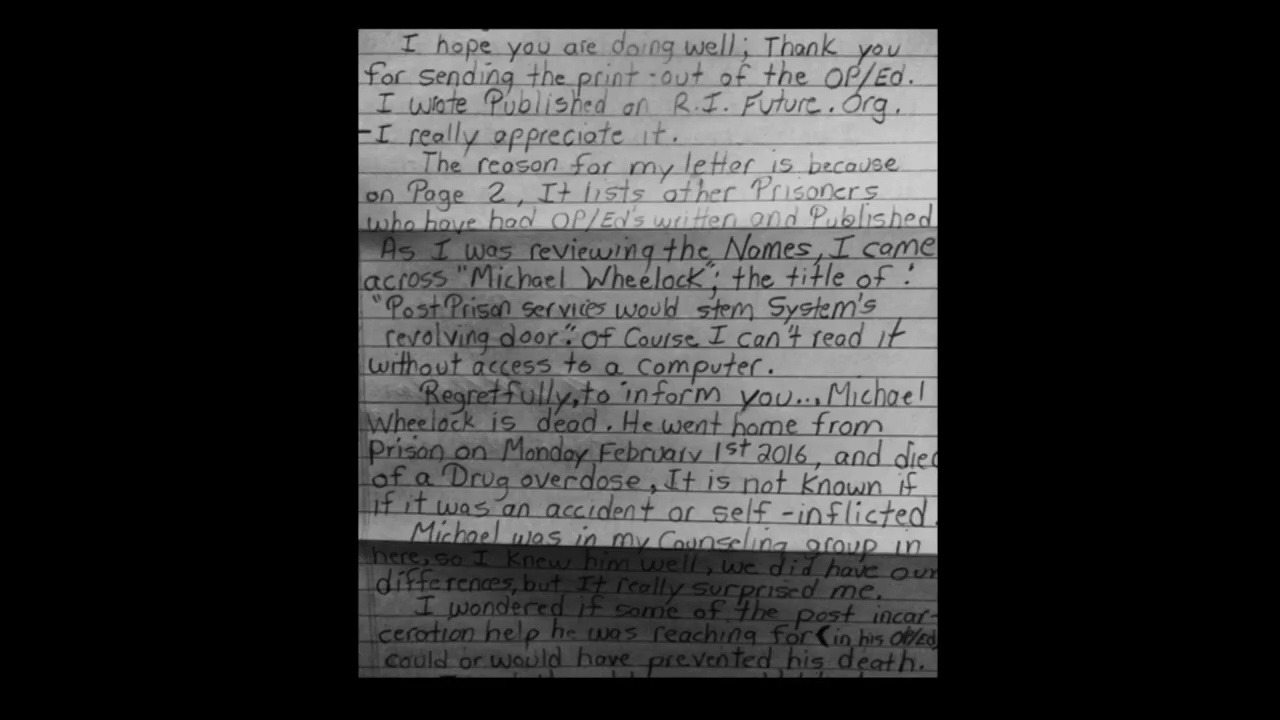 I hope you are doing well; Thank you
for sending the print-out of the OP/Ed.
I wrote Published on R.I. Future.Org.
-I really appreciate it.
The reason for my letter is because
on Page 2, It lists other Prisoners
who have had OP/Ed's written and Published
As I was reviewing the Names, I came
across "Michael Wheelock"; the title of:
"Post Prison services would stem System's
revolving door." Of Course I can't read it
without access to a computer.
Regretfully, to inform you... Michael
Wheelock is dead. He went home from
Prison on Monday February 1st 2016, and died
of a Drug overdose, It is not Known if
if it was an accident or self-inflicted.
Michael was in my Counseling group in
here, so I Knew him well, we did have our
differences, but It really surprised me.
I wondered if some of the post incar-
ceration help he was reaching for (in his OP/Ed)
could or would have prevented his death.